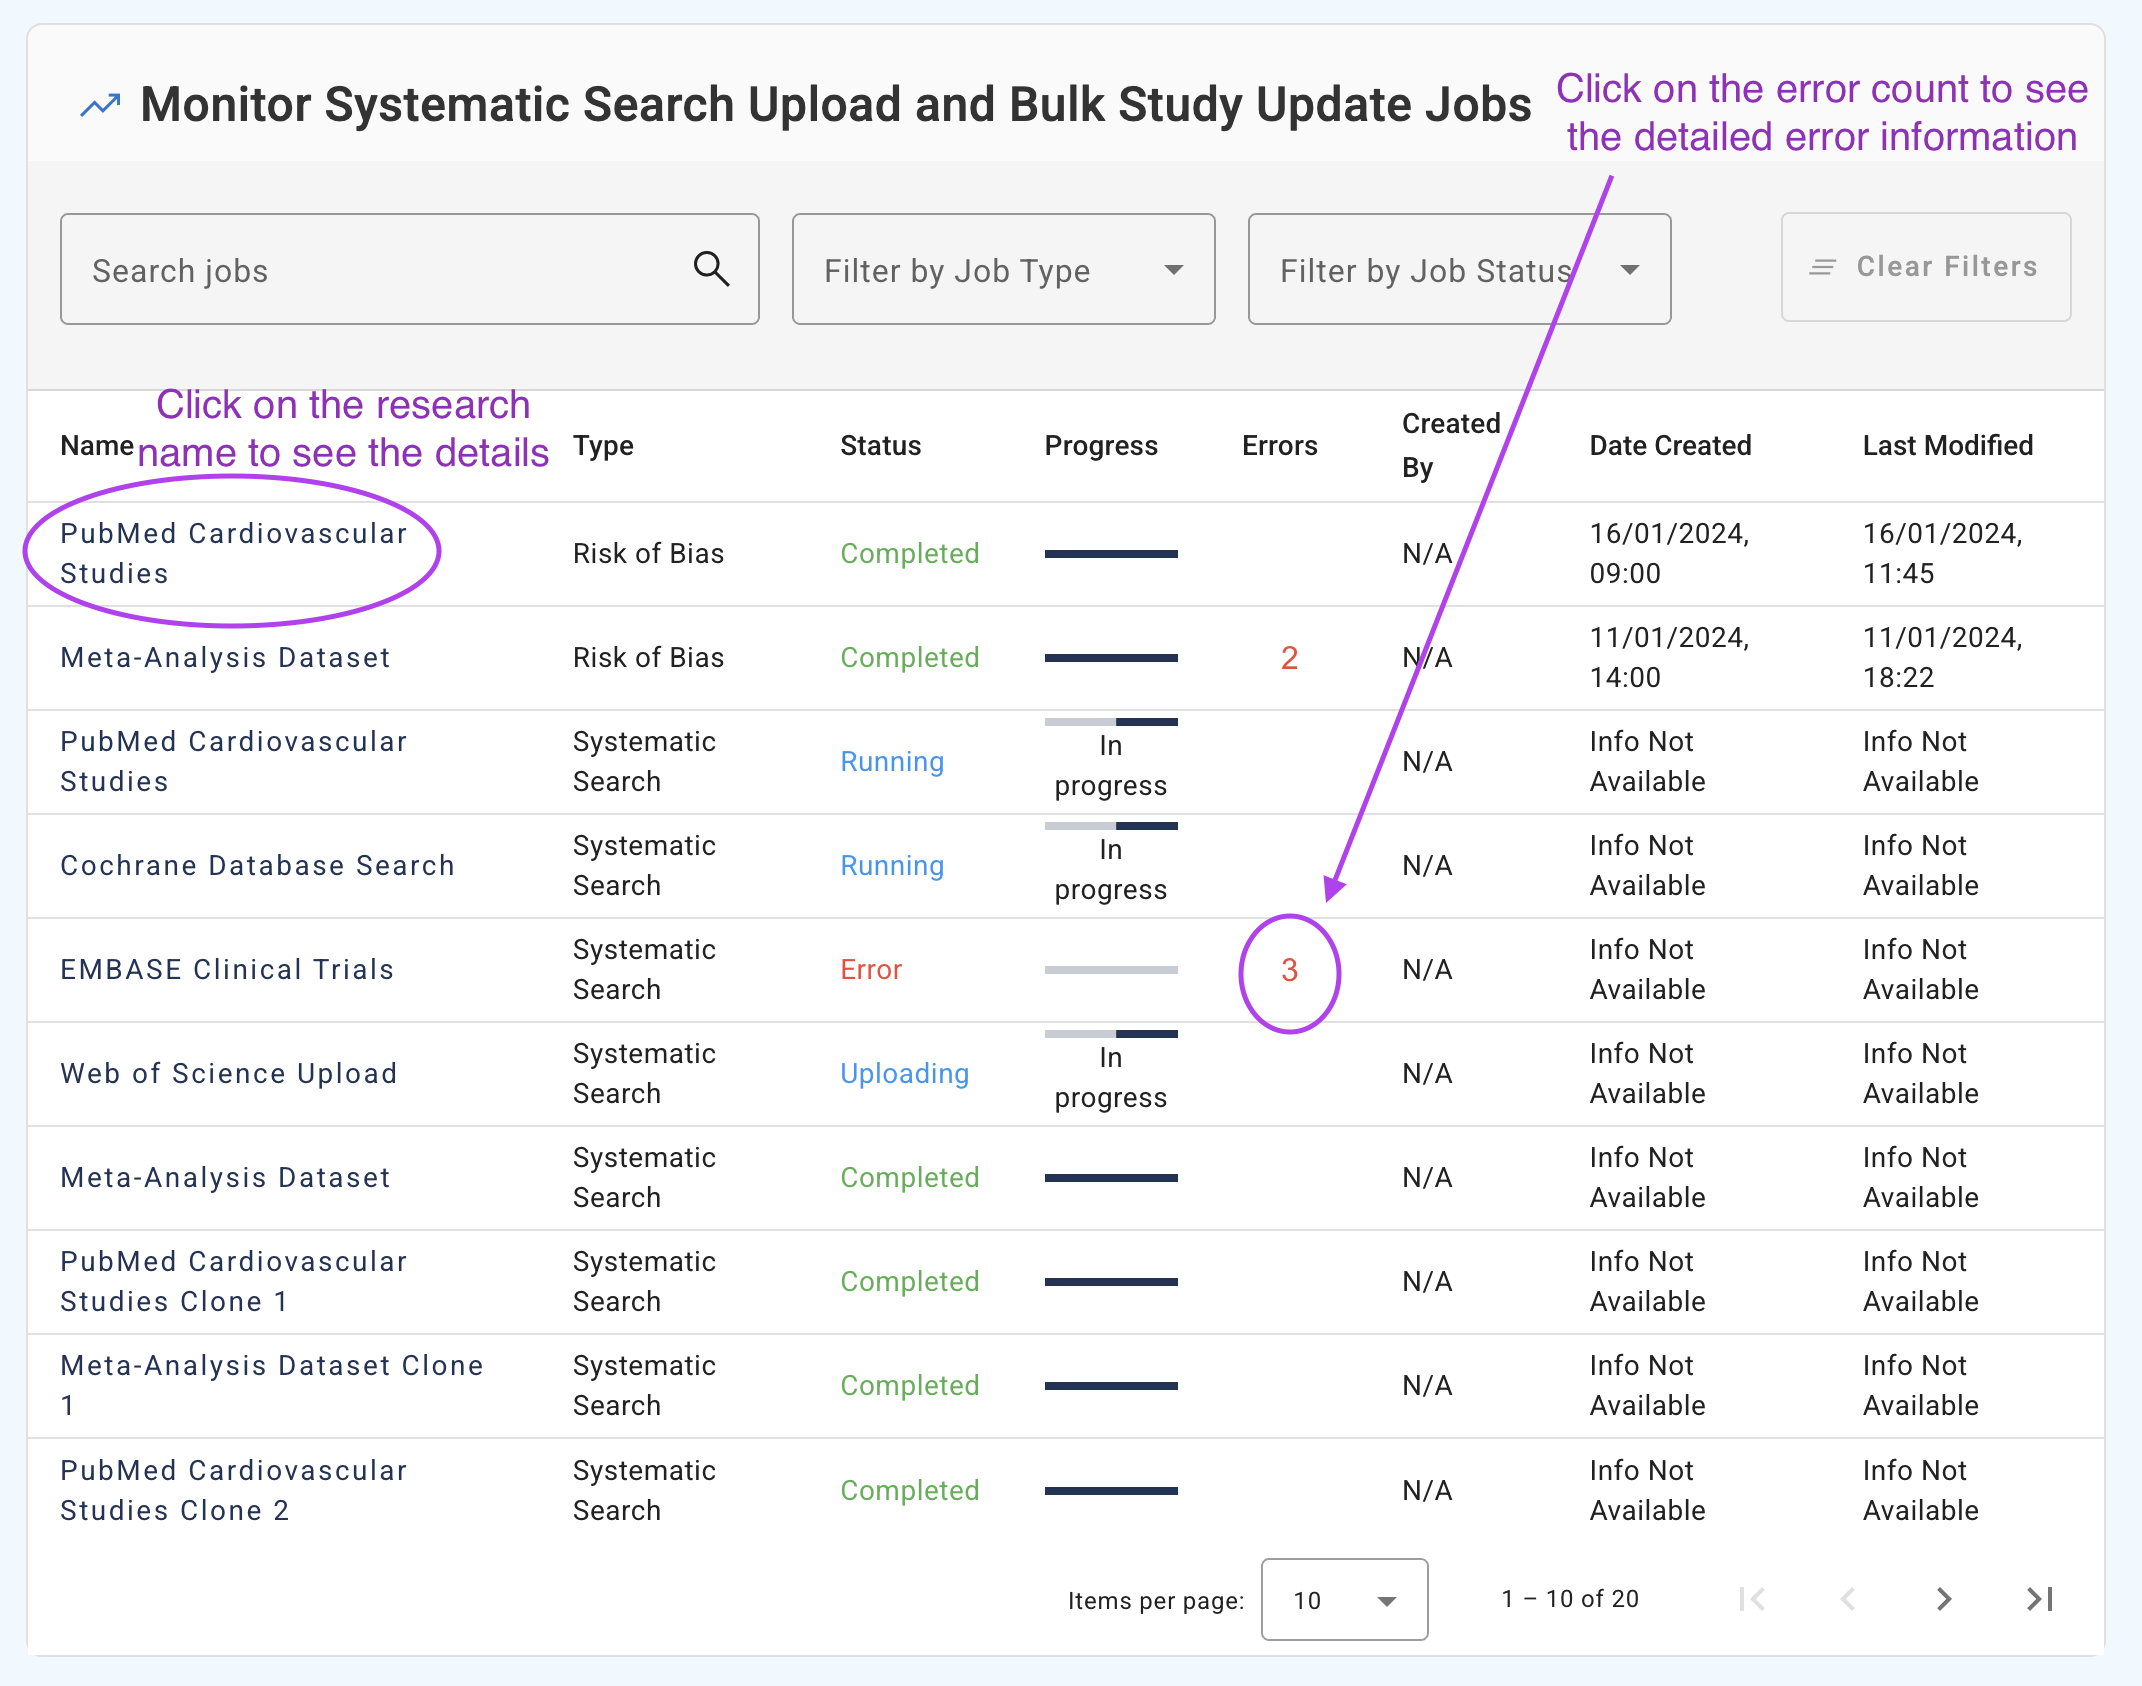 Monitor Systematic Search Upload and Bulk Study Update Jobs
Click on the error count to see
the detailed error information
Search jobs
Filter by Job Type
Filter by Job Status
Clear Filters
Click on the research
name to see the details
Name
Type
Status
Progress
Errors
Created
By
Date Created
Last Modified
PubMed Cardiovascular
Studies
Risk of Bias
Completed
N/A
16/01/2024,
09:00
16/01/2024,
11:45
Meta-Analysis Dataset
Risk of Bias
Completed
2
N/A
11/01/2024,
14:00
11/01/2024,
18:22
PubMed Cardiovascular
Studies
Systematic
Search
Running
In
progress
N/A
Info Not
Available
Info Not
Available
Cochrane Database Search
Systematic
Search
Running
In
progress
N/A
Info Not
Available
Info Not
Available
EMBASE Clinical Trials
Systematic
Search
Error
3
N/A
Info Not
Available
Info Not
Available
Web of Science Upload
Systematic
Search
Uploading
In
progress
N/A
Info Not
Available
Info Not
Available
Meta-Analysis Dataset
Systematic
Search
Completed
N/A
Info Not
Available
Info Not
Available
PubMed Cardiovascular
Studies Clone 1
Systematic
Search
Completed
N/A
Info Not
Available
Info Not
Available
Meta-Analysis Dataset Clone
1
Systematic
Search
Completed
N/A
Info Not
Available
Info Not
Available
PubMed Cardiovascular
Studies Clone 2
Systematic
Search
Completed
N/A
Info Not
Available
Info Not
Available
Items per page:
10
1 – 10 of 20